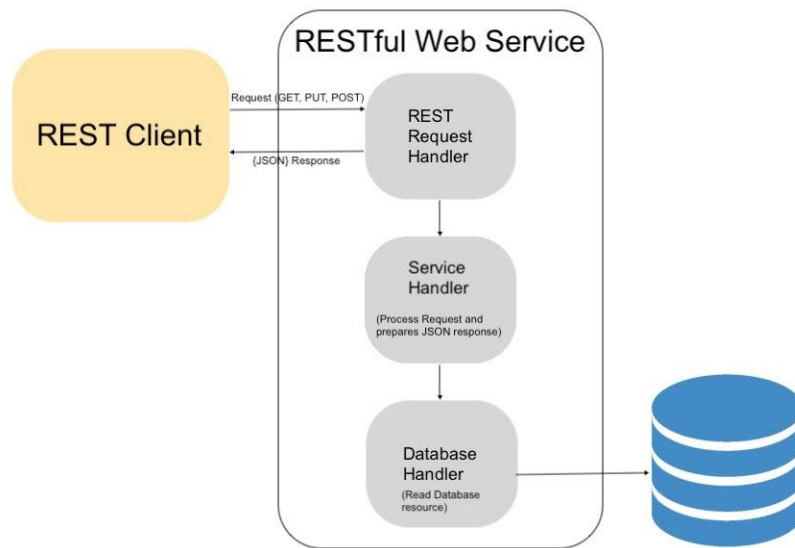 RESTful Web Service
REST Client
Request (GET, PUT, POST)
{JSON} Response
REST
Request
Handler
Service
Handler
(Process Request and
prepares JSON response)
Database
Handler
(Read Database
resource)